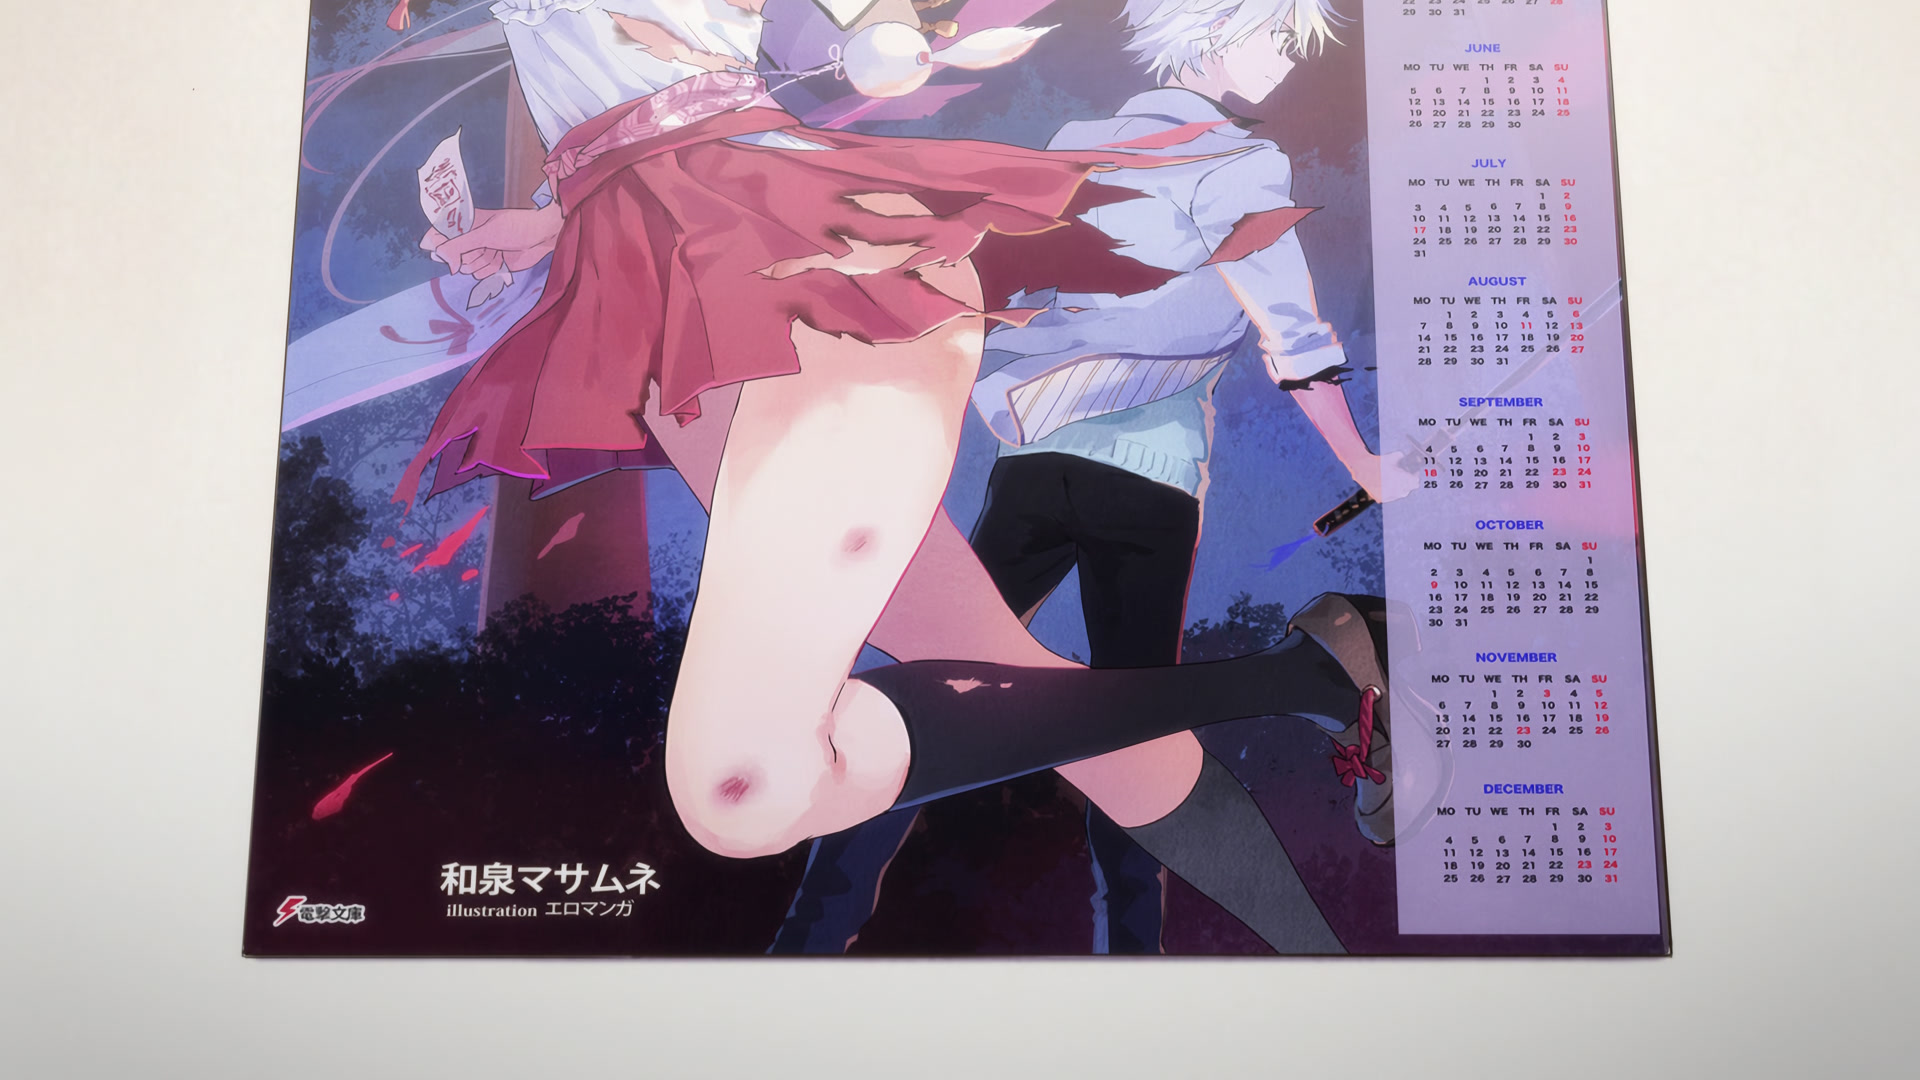 22 23 24 25 26 27 28
29 30 31
JUNE
MO TU WE TH FR SA SU
1 2 3 4
5 6 7 8 9 10 11
12 13 14 15 16 17 18
19 20 21 22 23 24 25
26 27 28 29 30
JULY
MO TU WE TH FR SA SU
1 2
3 4 5 6 7 8 9
10 11 12 13 14 15 16
17 18 19 20 21 22 23
24 25 26 27 28 29 30
31
AUGUST
MO TU WE TH FR SA SU
1 2 3 4 5 6
7 8 9 10 11 12 13
14 15 16 17 18 19 20
21 22 23 24 25 26 27
28 29 30 31
SEPTEMBER
MO TU WE TH FR SA SU
1 2 3
4 5 6 7 8 9 10
11 12 13 14 15 16 17
18 19 20 21 22 23 24
25 26 27 28 29 30 31
OCTOBER
MO TU WE TH FR SA SU
1
2 3 4 5 6 7 8
9 10 11 12 13 14 15
16 17 18 19 20 21 22
23 24 25 26 27 28 29
30 31
NOVEMBER
MO TU WE TH FR SA SU
1 2 3 4 5
6 7 8 9 10 11 12
13 14 15 16 17 18 19
20 21 22 23 24 25 26
27 28 29 30
DECEMBER
MO TU WE TH FR SA SU
1 2 3
4 5 6 7 8 9 10
11 12 13 14 15 16 17
18 19 20 21 22 23 24
25 26 27 28 29 30 31
和泉マサムネ
illustration エロマンガ
電撃文庫